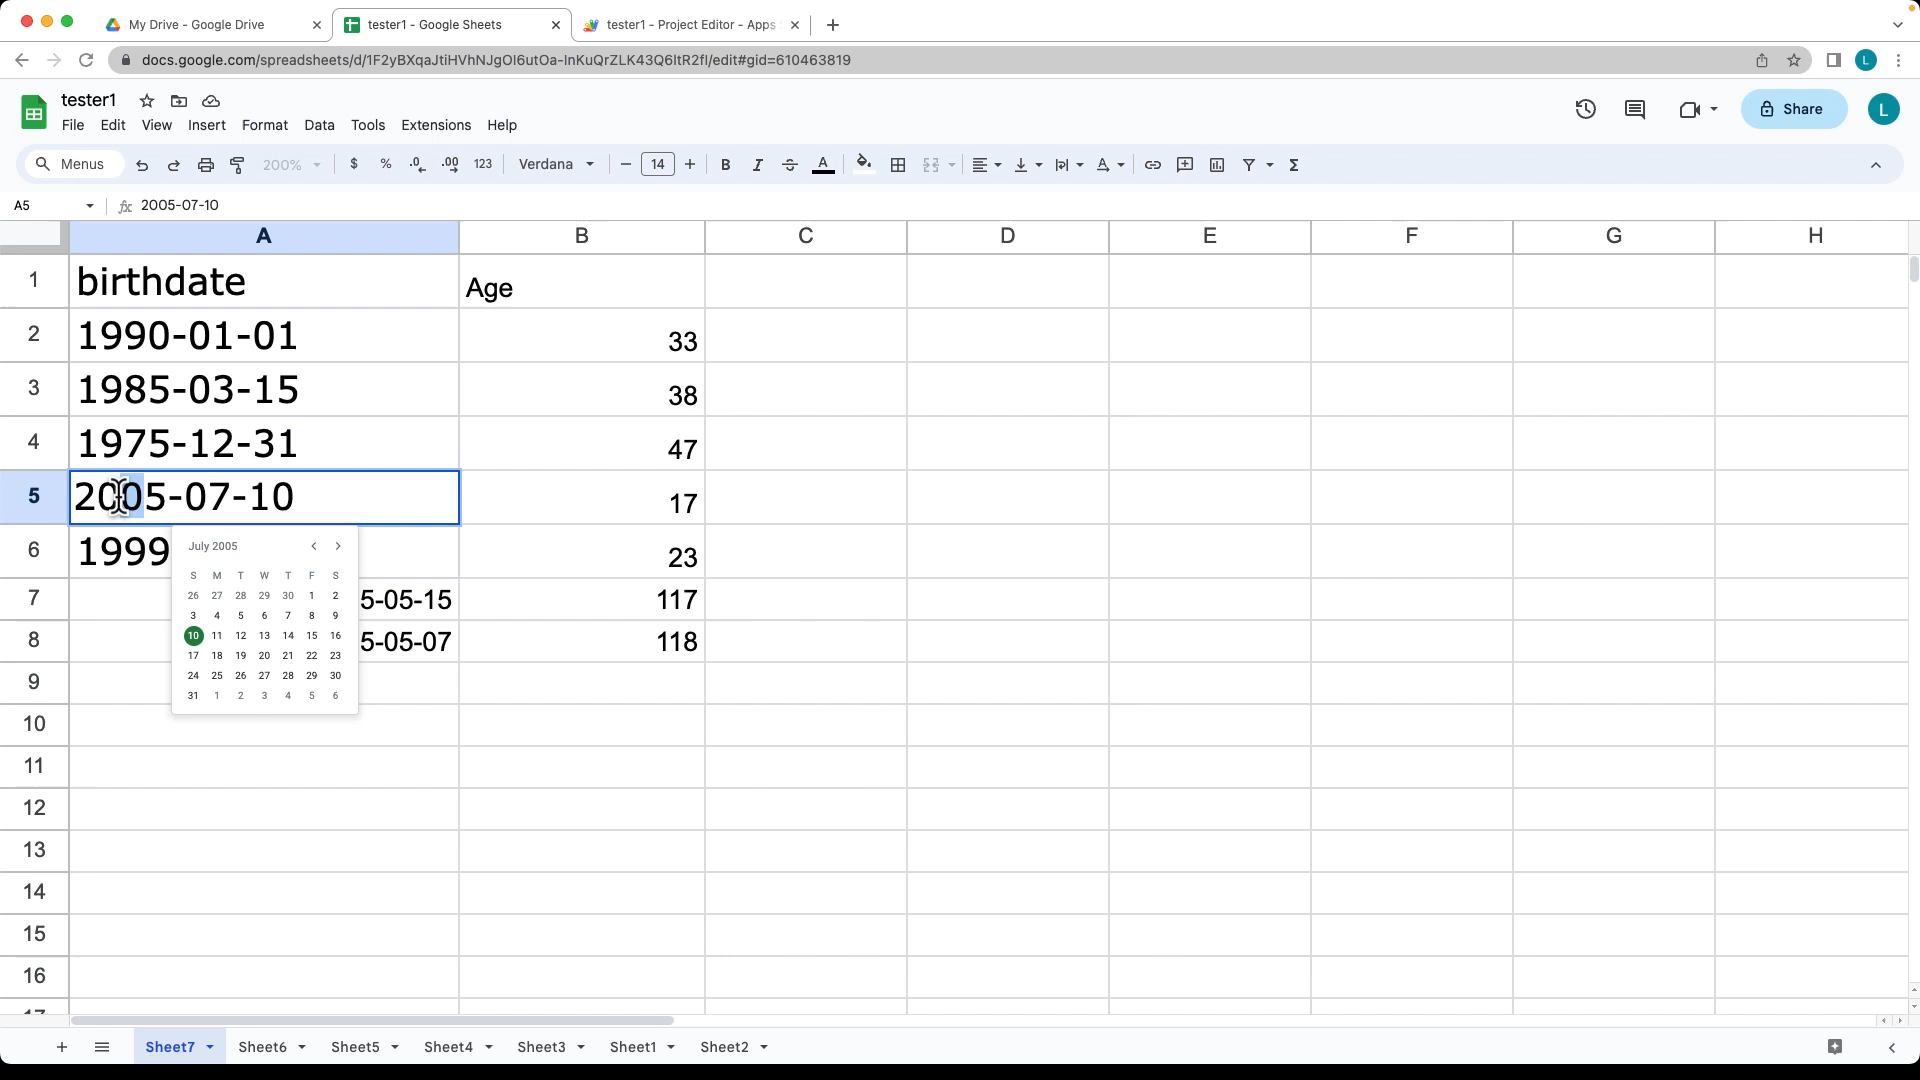 My Drive - Google Drive
tester1 - Google Sheets
tester1 - Project Editor - Apps
docs.google.com/spreadsheets/d/1F2yBXqaJtiHVhNJgOl6utOa-InKuQrZLK43Q6ltR2fI/edit#gid=610463819
L
tester1
File Edit View Insert Format Data Tools Extensions Help
Share
L
Menus 200% $ % .0 .00 123 Verdana 14 B I A
A5 fx 2005-07-10
A B C D E F G H
1 birthdate Age
2 1990-01-01 33
3 1985-03-15 38
4 1975-12-31 47
5 2005-07-10 17
6 1999 23
7 5-05-15 117
8 5-05-07 118
July 2005
S M T W T F S
26 27 28 29 30 1 2
3 4 5 6 7 8 9
10 11 12 13 14 15 16
17 18 19 20 21 22 23
24 25 26 27 28 29 30
31 1 2 3 4 5 6
9
10
11
12
13
14
15
16
17
Sheet7 Sheet6 Sheet5 Sheet4 Sheet3 Sheet1 Sheet2